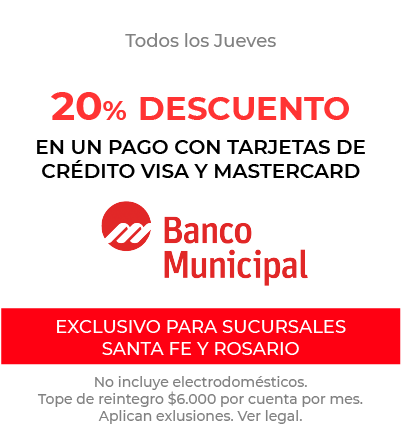 Todos los Jueves
20% DESCUENTO
EN UN PAGO CON TARJETAS DE
CRÉDITO VISA Y MASTERCARD
Banco
Municipal
EXCLUSIVO PARA SUCURSALES
SANTA FE Y ROSARIO
No incluye electrodomésticos.
Tope de reintegro $6.000 por cuenta por mes.
Aplican exlusiones. Ver legal.